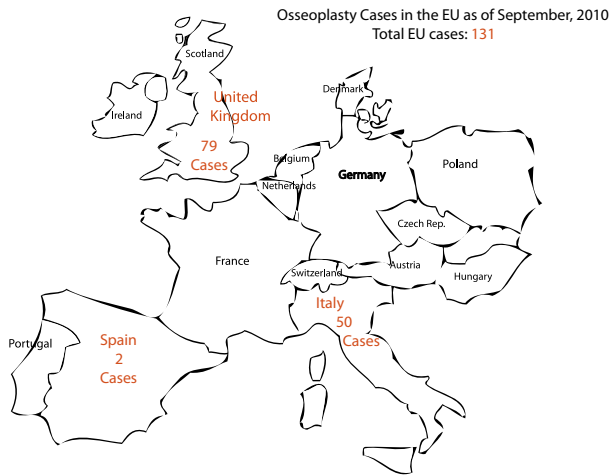 Osseoplasty Cases in the EU as of September, 2010
Total EU cases: 131
Scotland
United
Kingdom
Ireland
79
Cases
Denmark
Belgium
Netherlands
Germany
Poland
Czech Rep.
France
Switzerland
Austria
Hungary
Italy
50
Cases
Portugal
Spain
2
Cases